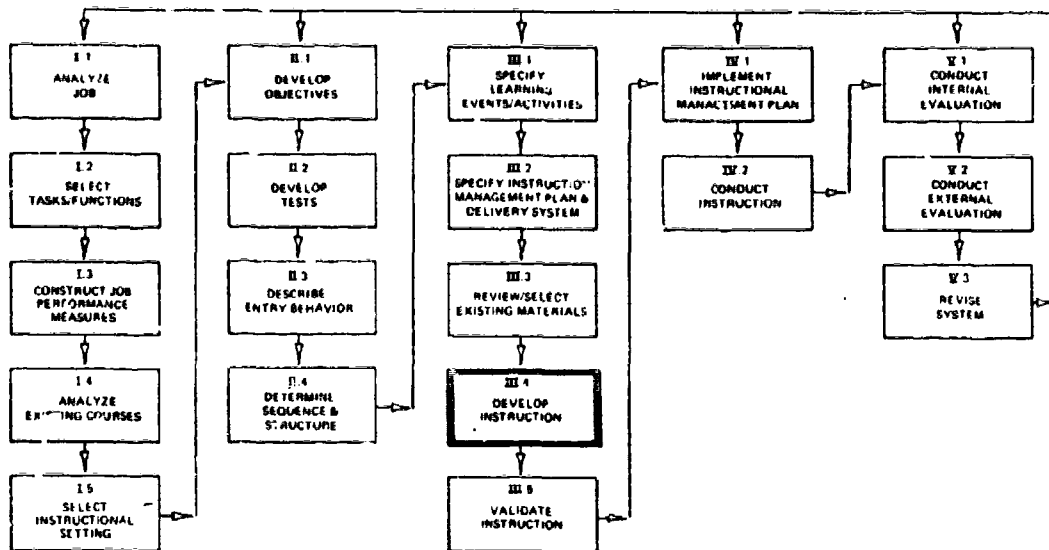 I.1
ANALYZE
JOB
I.2
SELECT
TASKS/FUNCTIONS
I.3
CONSTRUCT JOB
PERFORMANCE
MEASURES
I.4
ANALYZE
COURSES
I.5
SELECT
INSTRUCTIONAL
SETTING
II.1
DEVELOP
OBJECTIVES
II.2
DEVELOP
TESTS
II.3
DESCRIBE
ENTRY BEHAVIOR
II.4
DETERMINE
SEQUENCE &
STRUCTURE
III.1
SPECIFY
LEARNING
EVENTS/ACTIVITIES
III.2
SPECIFY
MANAGEMENT PLAN &
DELIVERY SYSTEM
III.3
REVIEW/SELECT
EXISTING MATERIALS
III.4
DEVELOP
INSTRUCTION
III.5
VALIDATE
INSTRUCTION
IV.1
IMPLEMENT
INSTRUCTIONAL
PLAN
IV.2
CONDUCT
INSTRUCTION
V.1
CONDUCT
INTERNAL
EVALUATION
V.2
CONDUCT
EXTERNAL
EVALUATION
V.3
REVISE
SYSTEM